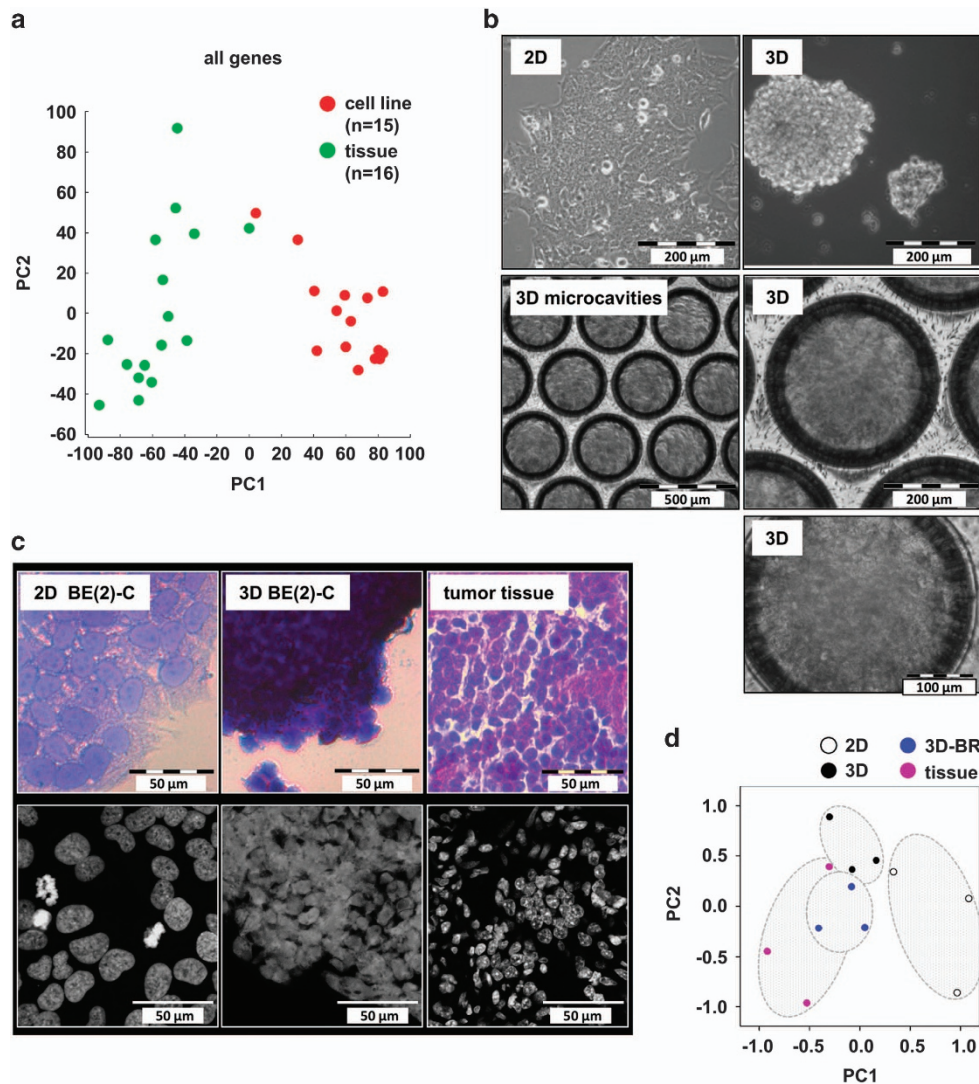 a
all genes
cell line
(n=15)
tissue
(n=16)
PC2
100
80
60
40
20
0
-20
-40
-60
-100 -80 -60 -40 -20 0 20 40 60 80 100
PC1
b
2D
200 µm
3D
200 µm
3D microcavities
500 µm
3D
200 µm
3D
100 µm
c
2D BE(2)-C
50 µm
3D BE(2)-C
50 µm
tumor tissue
50 µm
50 µm
50 µm
50 µm
d
2D 3D-BR
3D tissue
PC2
1.0
0.5
0.0
-0.5
-1.0
-1.0 -0.5 0.0 0.5 1.0
PC1